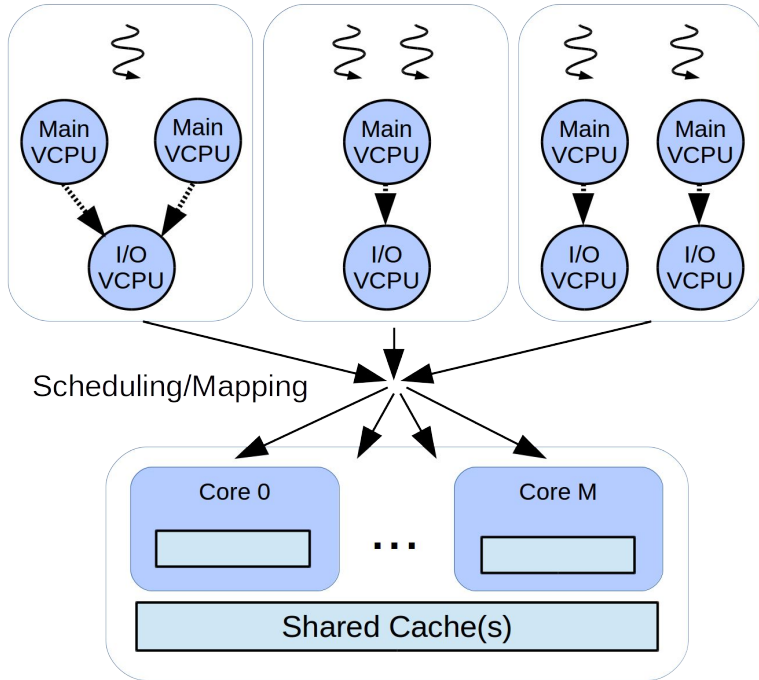 Main
VCPU
Main
VCPU
I/O
VCPU
Main
VCPU
I/O
VCPU
Main
VCPU
Main
VCPU
I/O
VCPU
I/O
VCPU
Scheduling/Mapping
Core 0
...
Core M
Shared Cache(s)